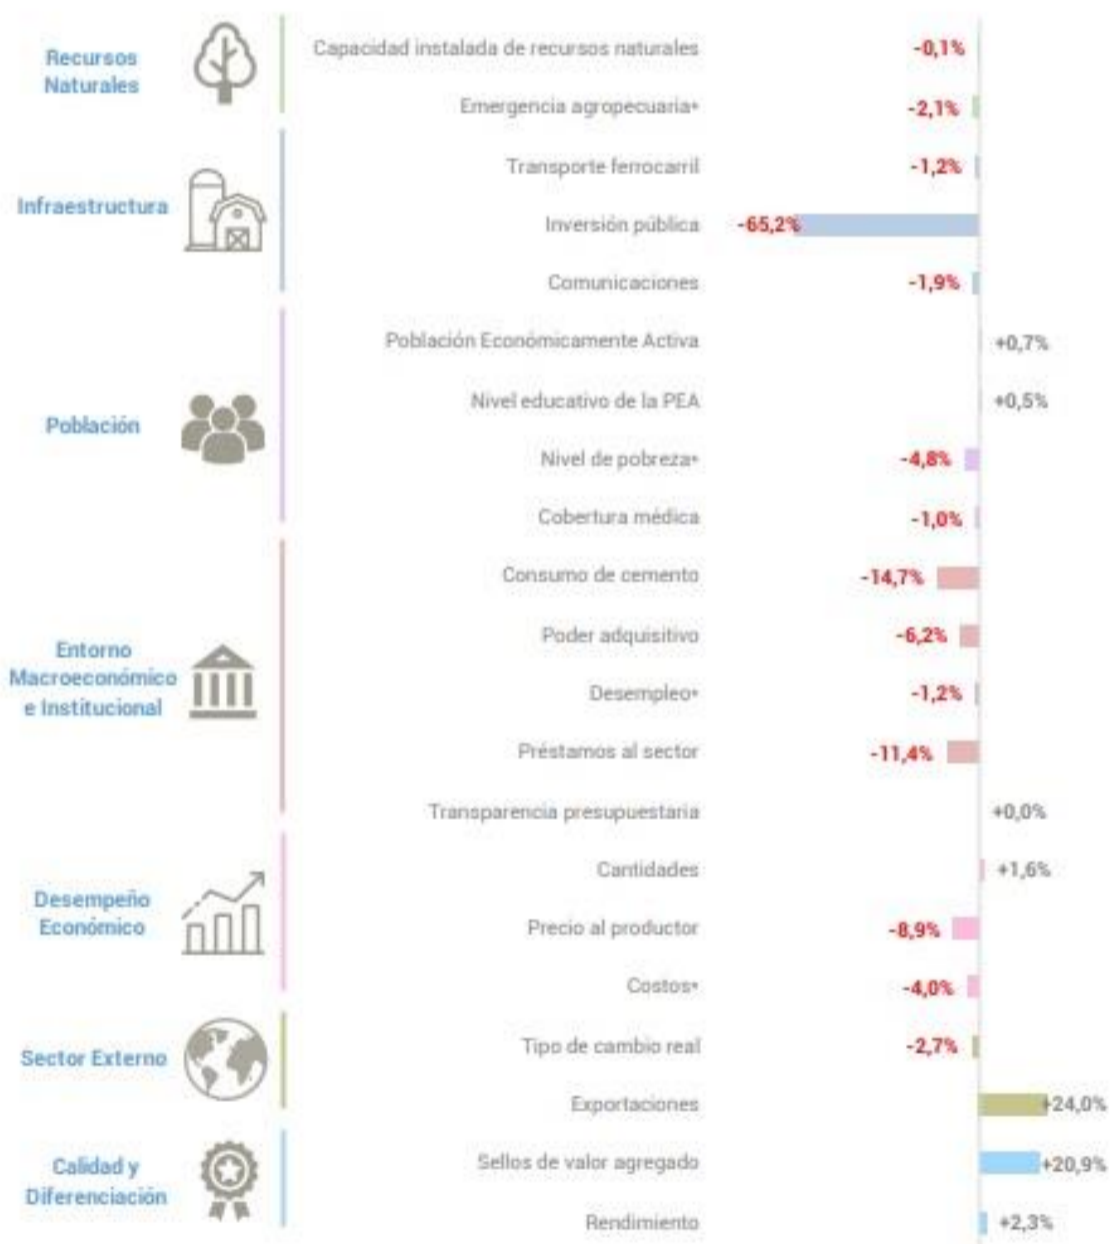 Recursos
Naturales
Capacidad instalada de recursos naturales -0,1%
Emergencia agropecuaria* -2,1%
Infraestructura
Transporte ferrocarril -1,2%
Inversión pública -65,2%
Comunicaciones -1,9%
Población
Población Económicamente Activa +0,7%
Nivel educativo de la PEA +0,5%
Nivel de pobreza* -4,8%
Cobertura médica -1,0%
Entorno
Macroeconómico
e Institucional
Consumo de cemento -14,7%
Poder adquisitivo -6,2%
Desempleo* -1,2%
Préstamos al sector -11,4%
Transparencia presupuestaria +0,0%
Desempeño
Económico
Cantidades +1,6%
Precio al productor -8,9%
Costos* -4,0%
Sector Externo
Tipo de cambio real -2,7%
Exportaciones +24,0%
Calidad y
Diferenciación
Sellos de valor agregado +20,9%
Rendimiento +2,3%